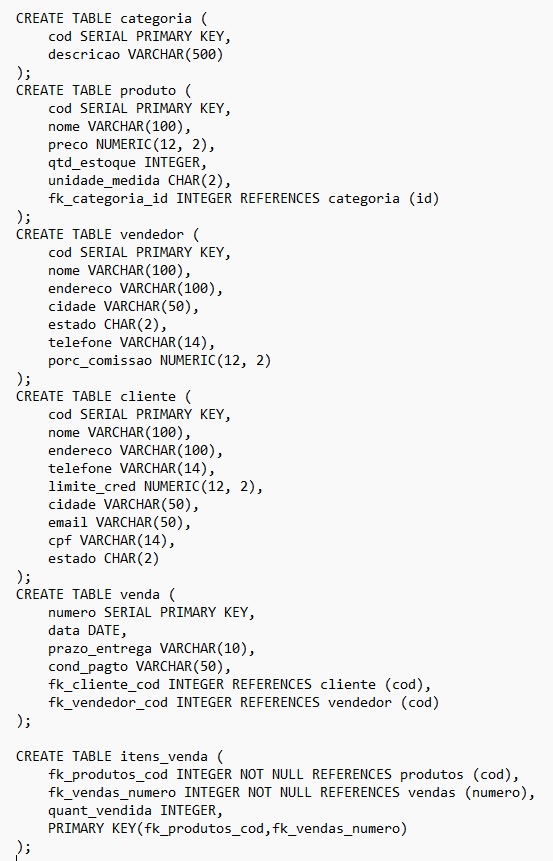 CREATE TABLE categoria (
    cod SERIAL PRIMARY KEY,
    descricao VARCHAR(500)
);
CREATE TABLE produto (
    cod SERIAL PRIMARY KEY,
    nome VARCHAR(100),
    preco NUMERIC(12, 2),
    qtd_estoque INTEGER,
    unidade_medida CHAR(2),
    fk_categoria_id INTEGER REFERENCES categoria (id)
);
CREATE TABLE vendedor (
    cod SERIAL PRIMARY KEY,
    nome VARCHAR(100),
    endereco VARCHAR(100),
    cidade VARCHAR(50),
    estado CHAR(2),
    telefone VARCHAR(14),
    porc_comissao NUMERIC(12, 2)
);
CREATE TABLE cliente (
    cod SERIAL PRIMARY KEY,
    nome VARCHAR(100),
    endereco VARCHAR(100),
    telefone VARCHAR(14),
    limite_cred NUMERIC(12, 2),
    cidade VARCHAR(50),
    email VARCHAR(50),
    cpf VARCHAR(14),
    estado CHAR(2)
);
CREATE TABLE venda (
    numero SERIAL PRIMARY KEY,
    data DATE,
    prazo_entrega VARCHAR(10),
    cond_pagto VARCHAR(50),
    fk_cliente_cod INTEGER REFERENCES cliente (cod),
    fk_vendedor_cod INTEGER REFERENCES vendedor (cod)
);

CREATE TABLE itens_venda (
    fk_produtos_cod INTEGER NOT NULL REFERENCES produtos (cod),
    fk_vendas_numero INTEGER NOT NULL REFERENCES vendas (numero),
    quant_vendida INTEGER,
    PRIMARY KEY(fk_produtos_cod,fk_vendas_numero)
);